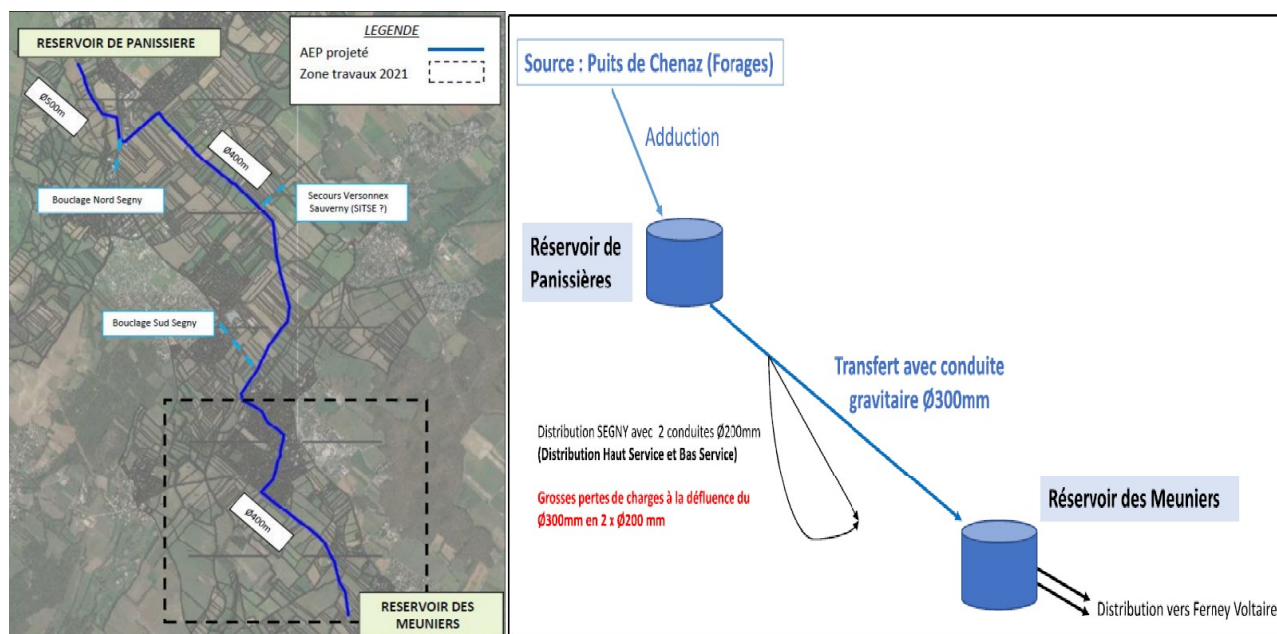 RESERVOIR DE PANISSIERE
LEGENDE
AEP projeté
Zone travaux 2021
Ø500m
Ø400m
Bouclage Nord Segny
Secours Versonnex
Sauverny (SITSE ?)
Bouclage Sud Segny
Ø400m
RESERVOIR DES
MEUNIERS
Source : Puits de Chenaz (Forages)
Adduction
Réservoir de
Panissières
Transfert avec conduite
gravitaire Ø300mm
Distribution SEGNY avec 2 conduites Ø200mm
(Distribution Haut Service et Bas Service)
Grosses pertes de charges à la défluence du
Ø300mm en 2 x Ø200 mm
Réservoir des Meuniers
Distribution vers Ferney Voltaire